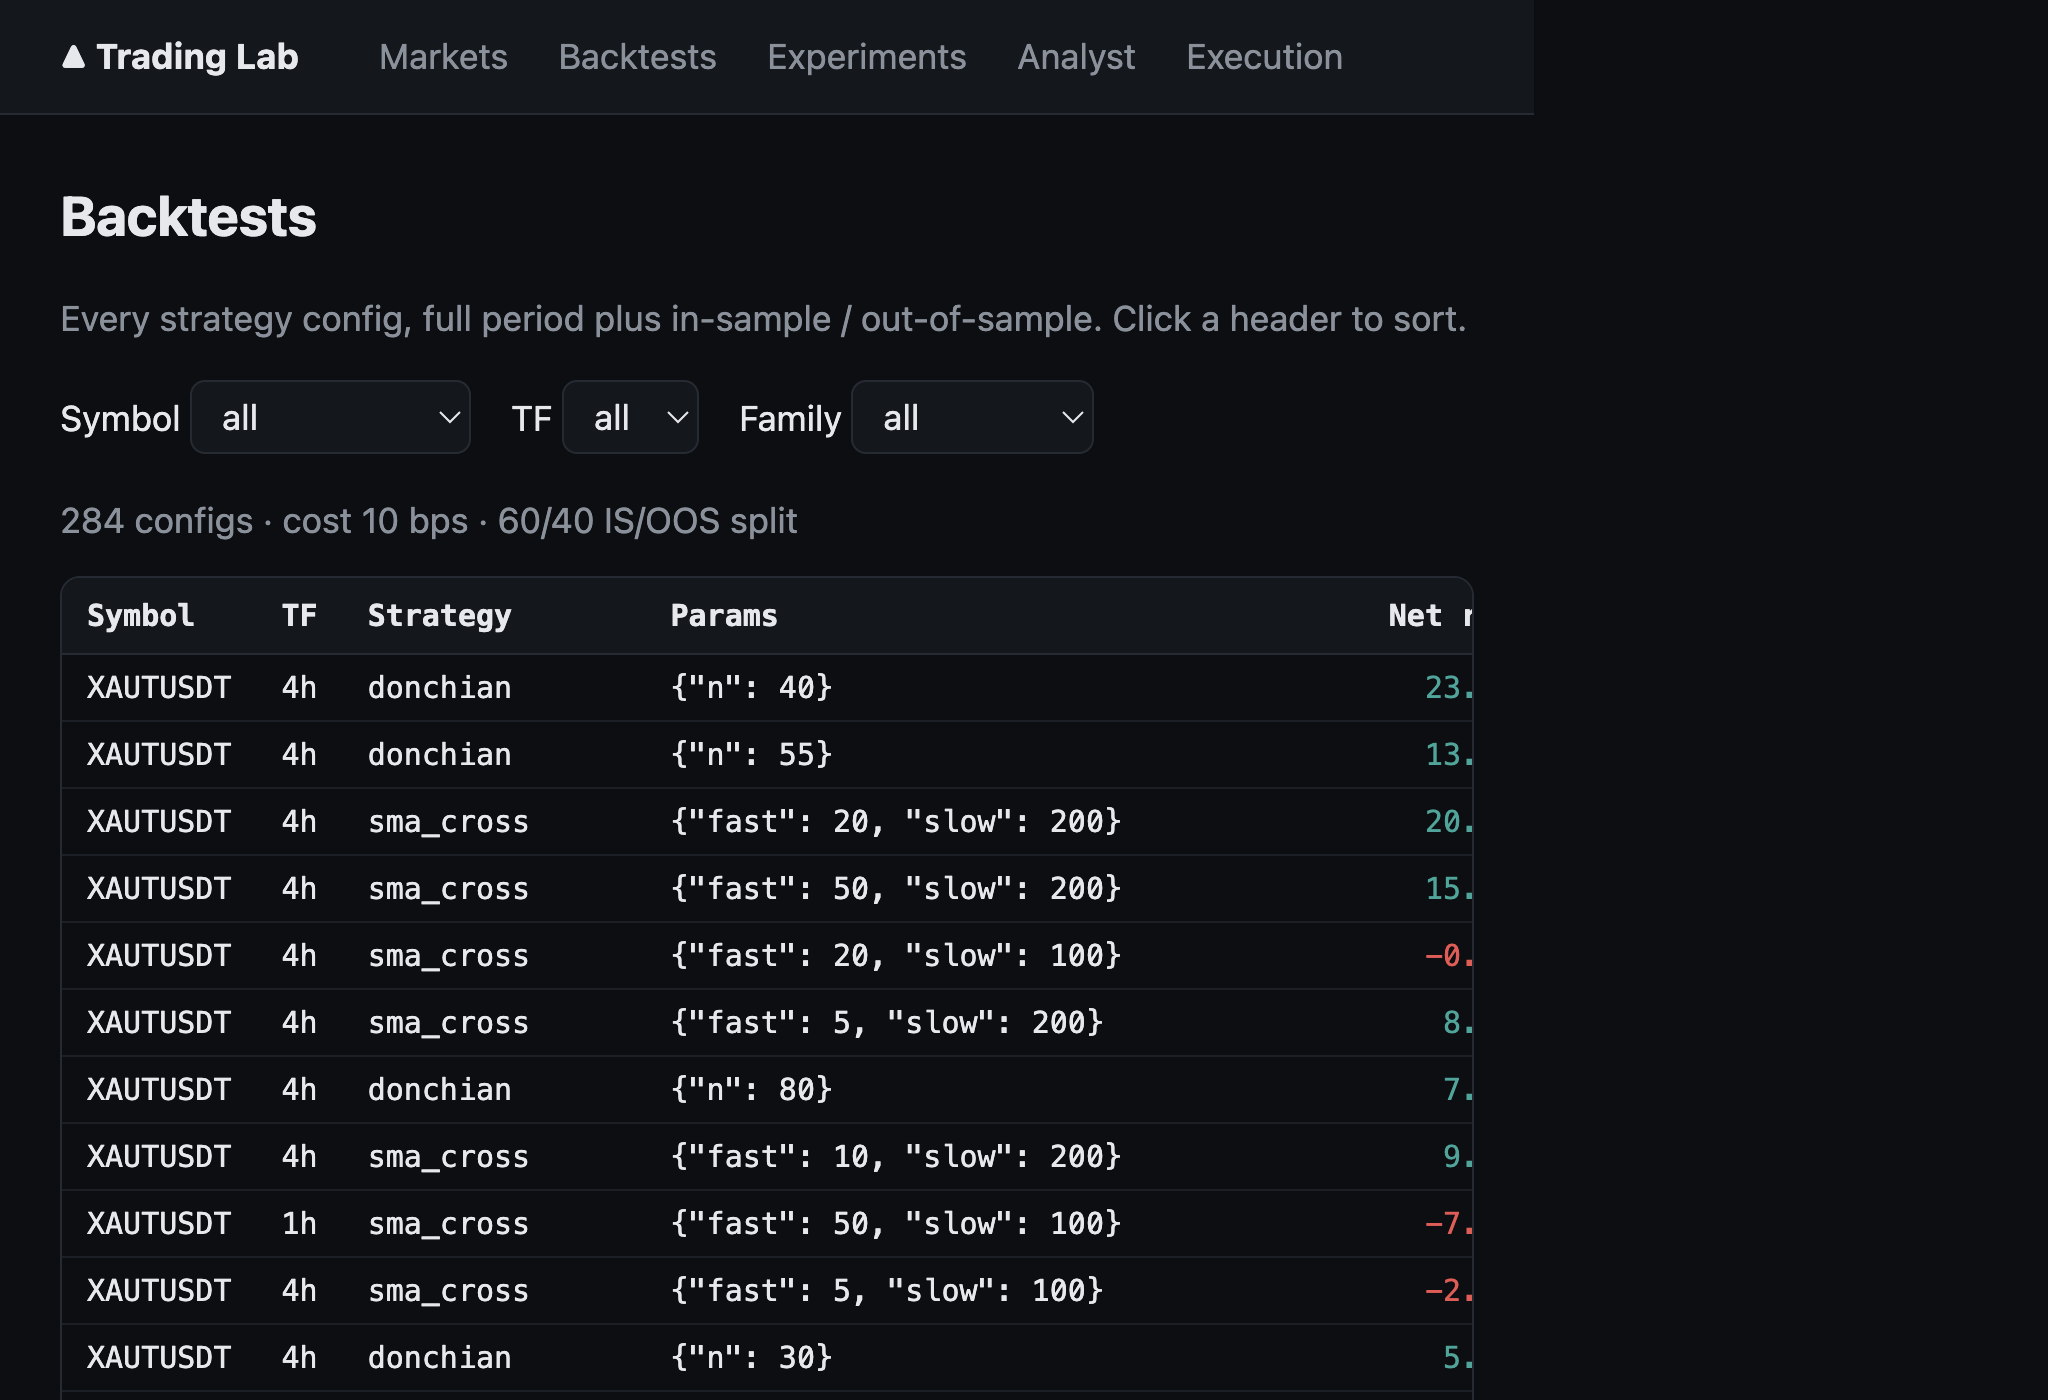 Trading Lab Markets Backtests Experiments Analyst Execution
Backtests
Every strategy config, full period plus in-sample / out-of-sample. Click a header to sort.
Symbol all TF all Family all
284 configs · cost 10 bps · 60/40 IS/OOS split
Symbol TF Strategy Params Net
XAUTUSDT 4h donchian {"n": 40} 23.
XAUTUSDT 4h donchian {"n": 55} 13.
XAUTUSDT 4h sma_cross {"fast": 20, "slow": 200} 20.
XAUTUSDT 4h sma_cross {"fast": 50, "slow": 200} 15.
XAUTUSDT 4h sma_cross {"fast": 20, "slow": 100} −0.
XAUTUSDT 4h sma_cross {"fast": 5, "slow": 200} 8.
XAUTUSDT 4h donchian {"n": 80} 7.
XAUTUSDT 4h sma_cross {"fast": 10, "slow": 200} 9.
XAUTUSDT 1h sma_cross {"fast": 50, "slow": 100} −7.
XAUTUSDT 4h sma_cross {"fast": 5, "slow": 100} −2.
XAUTUSDT 4h donchian {"n": 30} 5.